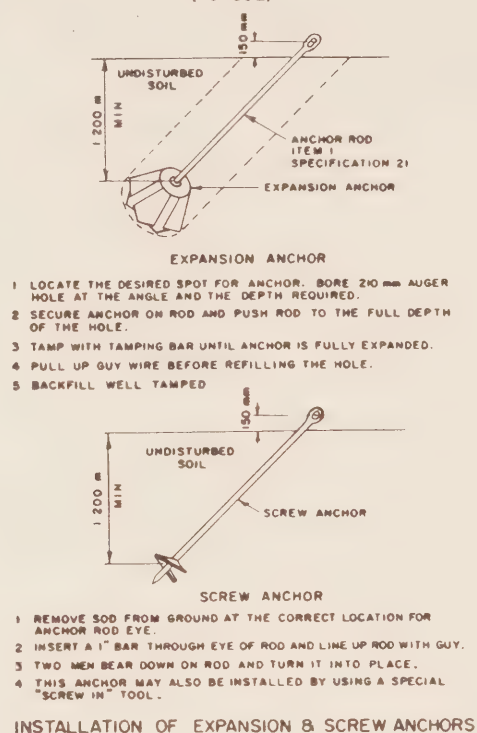 150 mm
UNDISTURBED
SOIL
1 200 m
MIN
ANCHOR ROD
ITEM 1
SPECIFICATION 21
EXPANSION ANCHOR
EXPANSION ANCHOR
1 LOCATE THE DESIRED SPOT FOR ANCHOR. BORE 210 mm AUGER
HOLE AT THE ANGLE AND THE DEPTH REQUIRED.
2 SECURE ANCHOR ON ROD AND PUSH ROD TO THE FULL DEPTH
OF THE HOLE.
3 TAMP WITH TAMPING BAR UNTIL ANCHOR IS FULLY EXPANDED.
4 PULL UP GUY WIRE BEFORE REFILLING THE HOLE.
5 BACKFILL WELL TAMPED
150 mm
UNDISTURBED
SOIL
1 200 m
MIN
SCREW ANCHOR
SCREW ANCHOR
1 REMOVE SOD FROM GROUND AT THE CORRECT LOCATION FOR
ANCHOR ROD EYE.
2 INSERT A 1" BAR THROUGH EYE OF ROD AND LINE UP ROD WITH GUY.
3 TWO MEN BEAR DOWN ON ROD AND TURN IT INTO PLACE.
4 THIS ANCHOR MAY ALSO BE INSTALLED BY USING A SPECIAL
"SCREW IN" TOOL.
INSTALLATION OF EXPANSION & SCREW ANCHORS